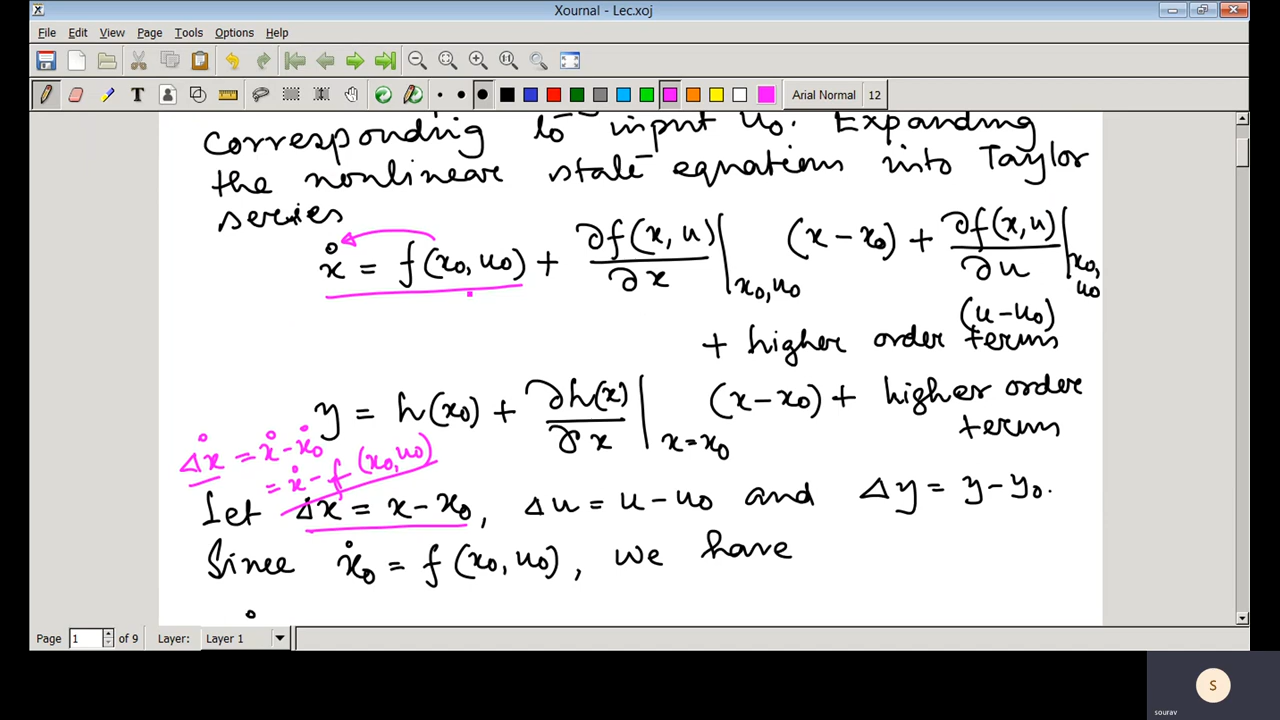 Xournal - Lec.xoj
File Edit View Page Tools Options Help
Arial Normal 12
corresponding to input u₀. Expanding
the nonlinear state equations into Taylor
series
ẋ = f(x₀, u₀) + ∂f(x, u)/∂x |x₀, u₀ (x − x₀) + ∂f(x, u)/∂u |x₀, u₀
(u − u₀)
+ higher order terms
y = h(x₀) + ∂h(x)/∂x |x=x₀ (x − x₀) + higher order
terms
Δẋ = ẋ − ẋ₀
= ẋ − f(x₀, u₀)
Let Δx = x − x₀, Δu = u − u₀ and Δy = y − y₀.
Since ẋ₀ = f(x₀, u₀), we have
Page 1 of 9 Layer: Layer 1
S
sourav